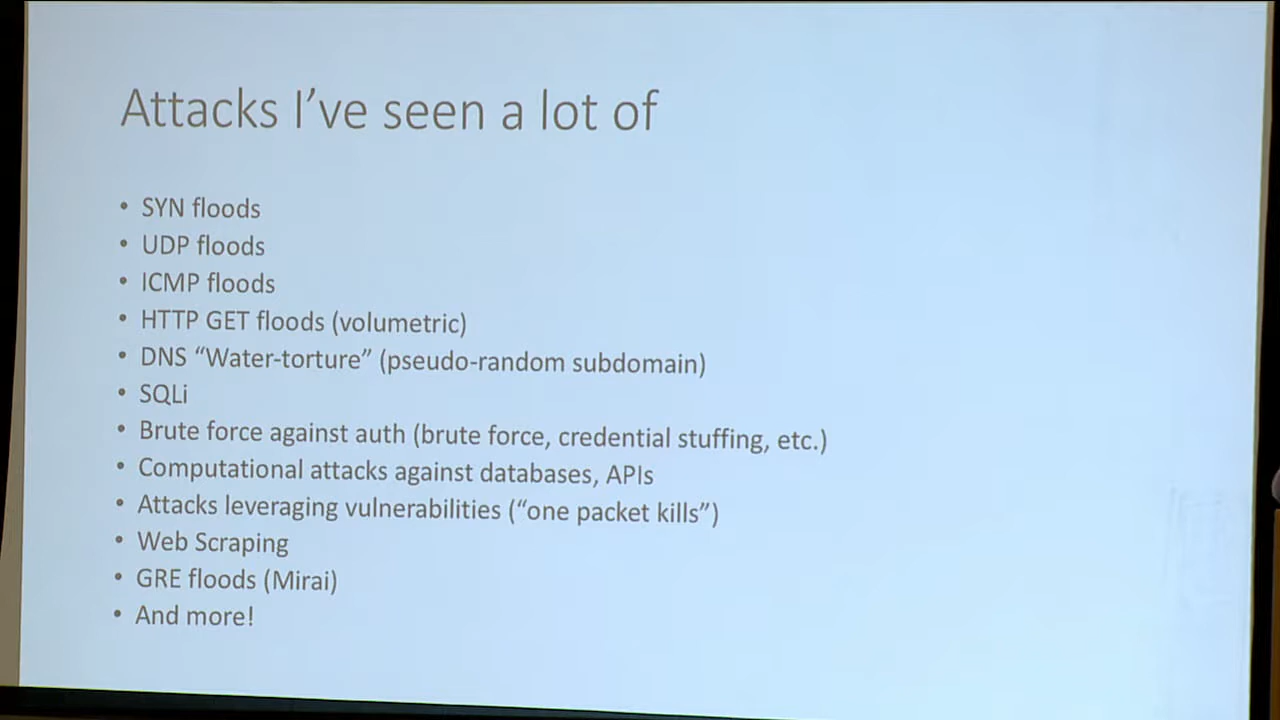 Attacks I've seen a lot of
• SYN floods
• UDP floods
• ICMP floods
• HTTP GET floods (volumetric)
• DNS “Water-torture” (pseudo-random subdomain)
• SQLi
• Brute force against auth (brute force, credential stuffing, etc.)
• Computational attacks against databases, APIs
• Attacks leveraging vulnerabilities (“one packet kills”)
• Web Scraping
• GRE floods (Mirai)
• And more!